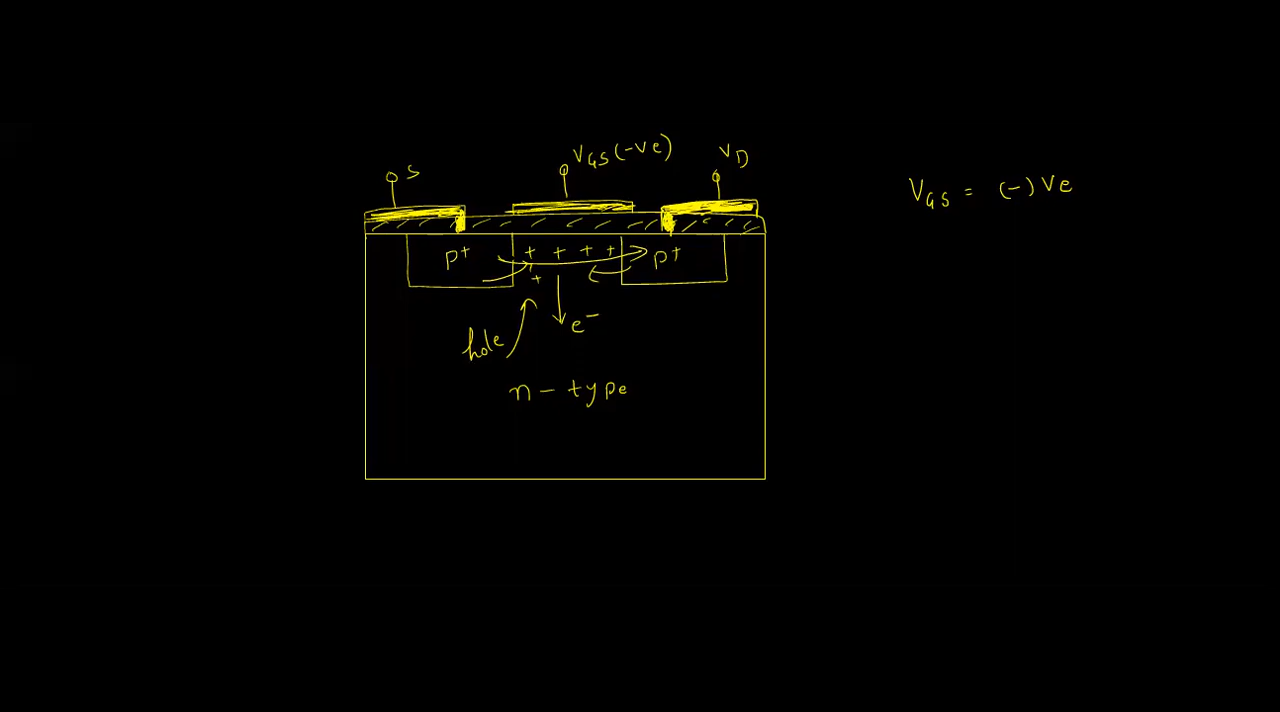 S
VGS (-ve)
VD
VGS = (-) ve
p+
+ + + +
p+
+
e-
hole
n - type